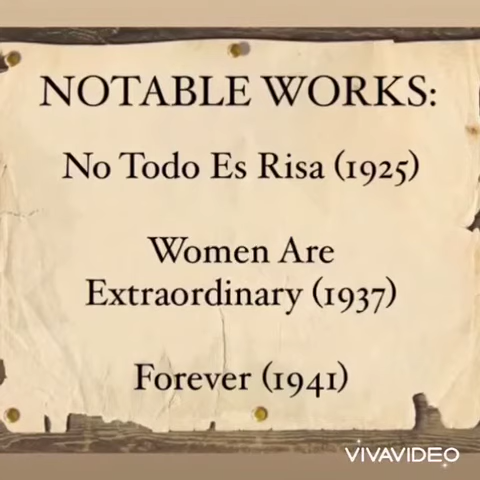 NOTABLE WORKS:
No Todo Es Risa (1925)
Women Are
Extraordinary (1937)
Forever (1941)
VIVAVIDEO